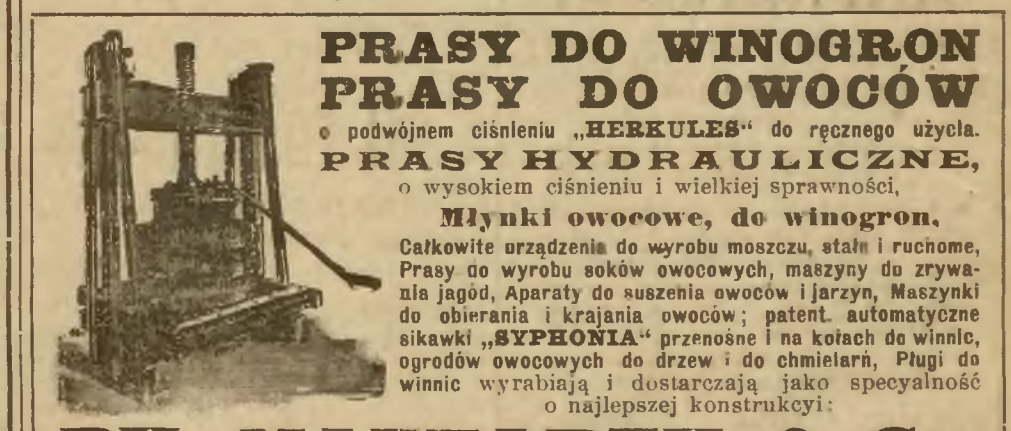 PRASY DO WINOGRON
PRASY DO OWOCÓW
o podwójnem ciśnieniu „HERKULES“ do ręcznego użycia.
PRASY HYDRAULICZNE,
o wysokiem ciśnieniu i wielkiej sprawności,
Młynki owocowe, do winogron,
Całkowite urządzenia do wyrobu moszczu, stałe i ruchome,
Prasy do wyrobu soków owocowych, maszyny do zrywa-
nia jagód, Aparaty do suszenia owoców i jarzyn, Maszynki
do obierania i krajania owoców; patent. automatyczne
sikawki „SYPHONIA“ przenośne i na kołach do winnic,
ogrodów owocowych do drzew i do chmielarń, Pługi do
winnic wyrabiają i dostarczają jako specyalność
o najlepszej konstrukcyi: